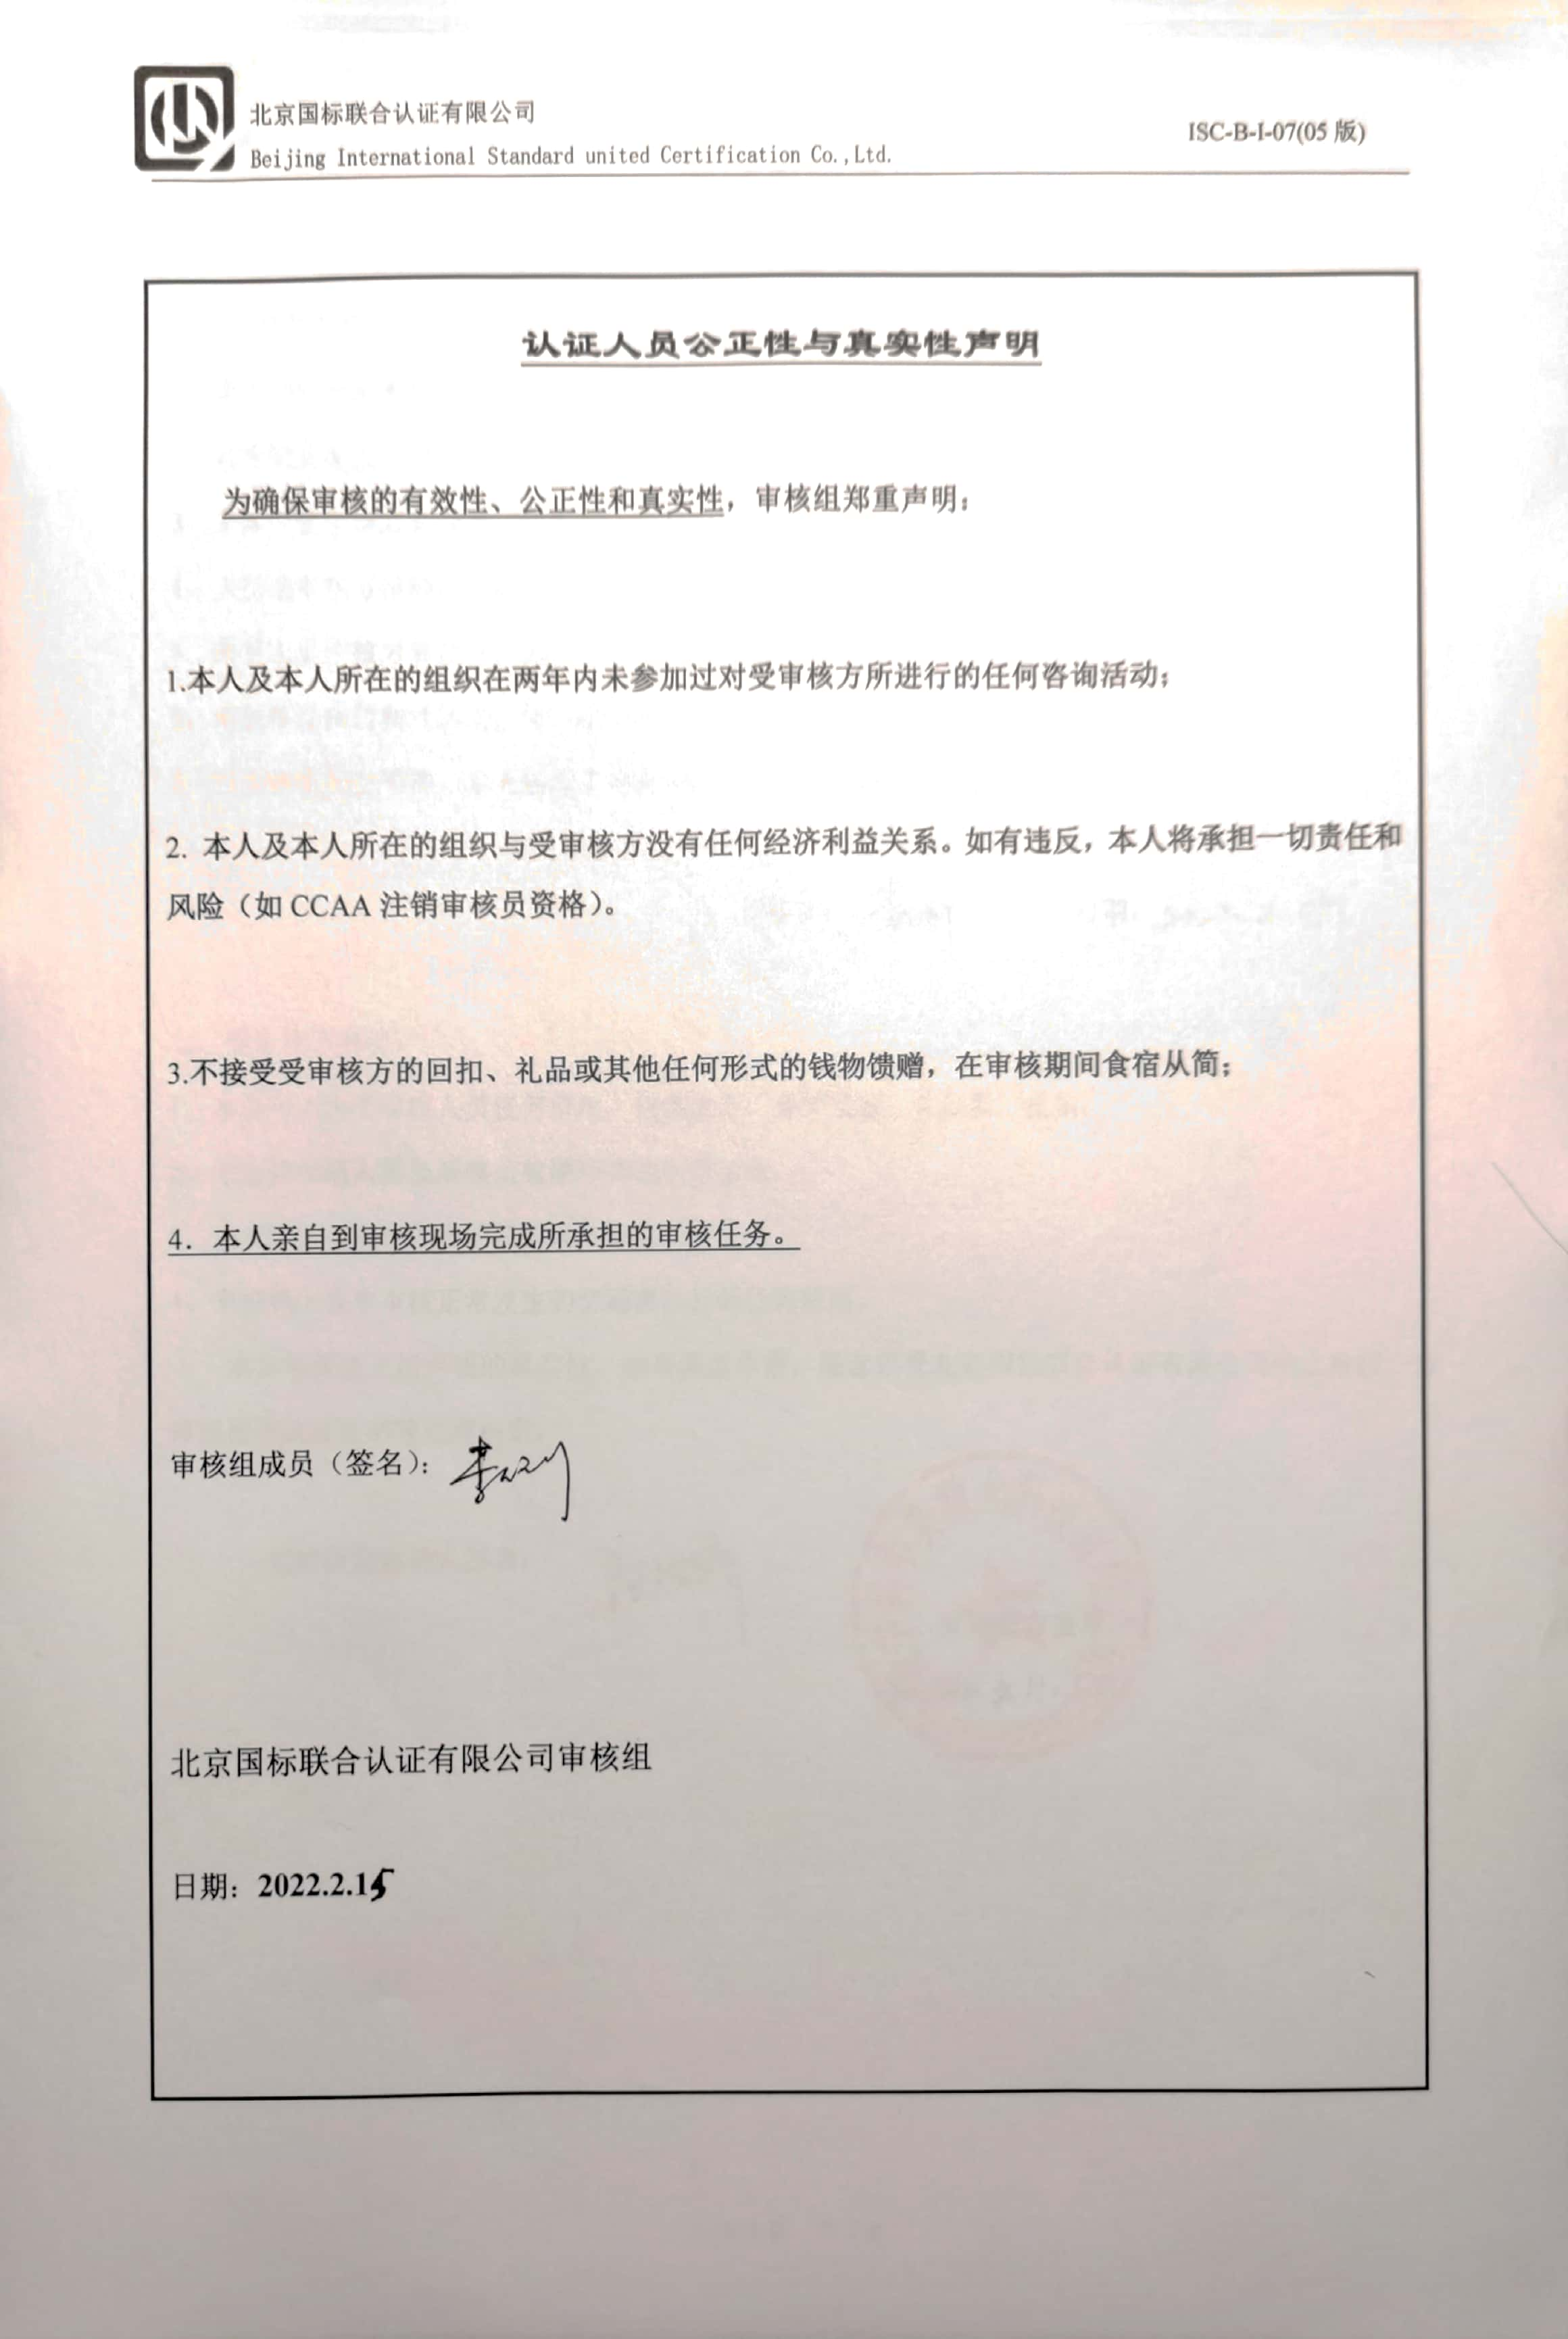 北京国标联合认证有限公司
Beijing International Standard united Certification Co.,Ltd.
ISC-B-I-07(05 版)
认证人员公正性与真实性声明
为确保审核的有效性、公正性和真实性，审核组郑重声明：
1.本人及本人所在的组织在两年内未参加过对受审核方所进行的任何咨询活动；
2. 本人及本人所在的组织与受审核方没有任何经济利益关系。如有违反，本人将承担一切责任和
风险（如 CCAA 注销审核员资格）。
3.不接受受审核方的回扣、礼品或其他任何形式的钱物馈赠，在审核期间食宿从简；
4. 本人亲自到审核现场完成所承担的审核任务。
审核组成员（签名）：
北京国标联合认证有限公司审核组
日期：2022.2.15